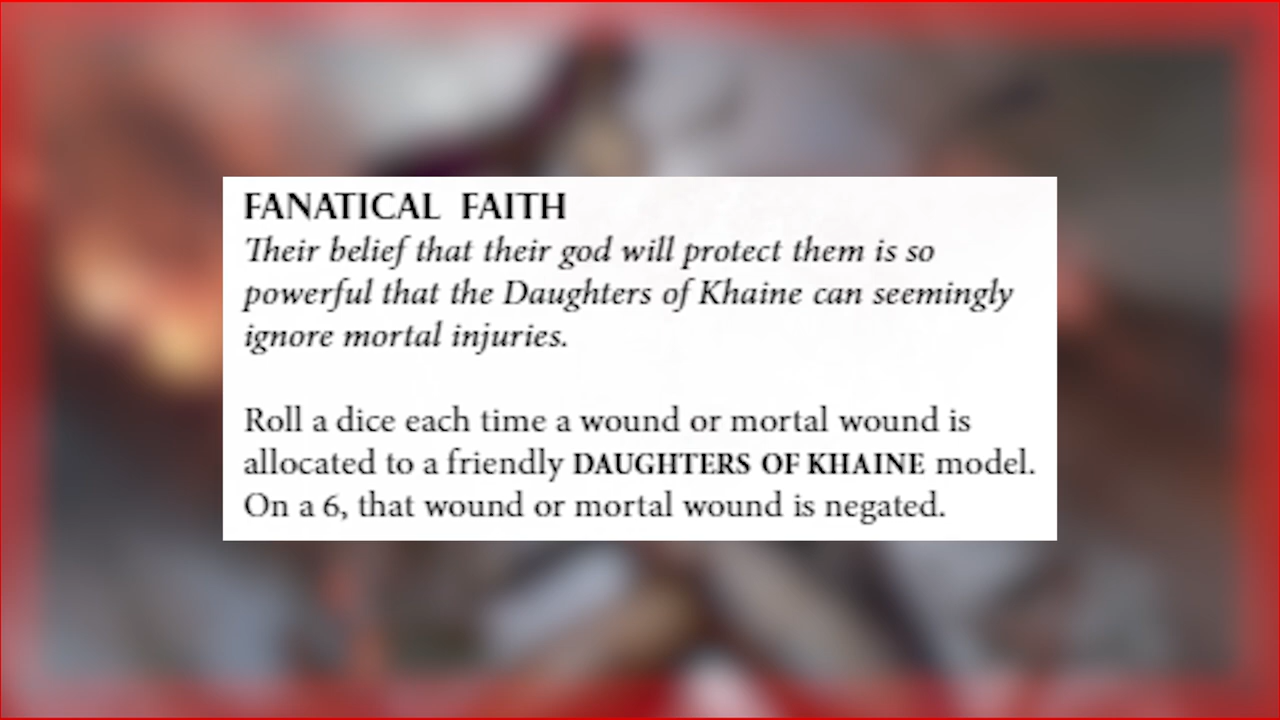 FANATICAL FAITH
Their belief that their god will protect them is so
powerful that the Daughters of Khaine can seemingly
ignore mortal injuries.
Roll a dice each time a wound or mortal wound is
allocated to a friendly DAUGHTERS OF KHAINE model.
On a 6, that wound or mortal wound is negated.